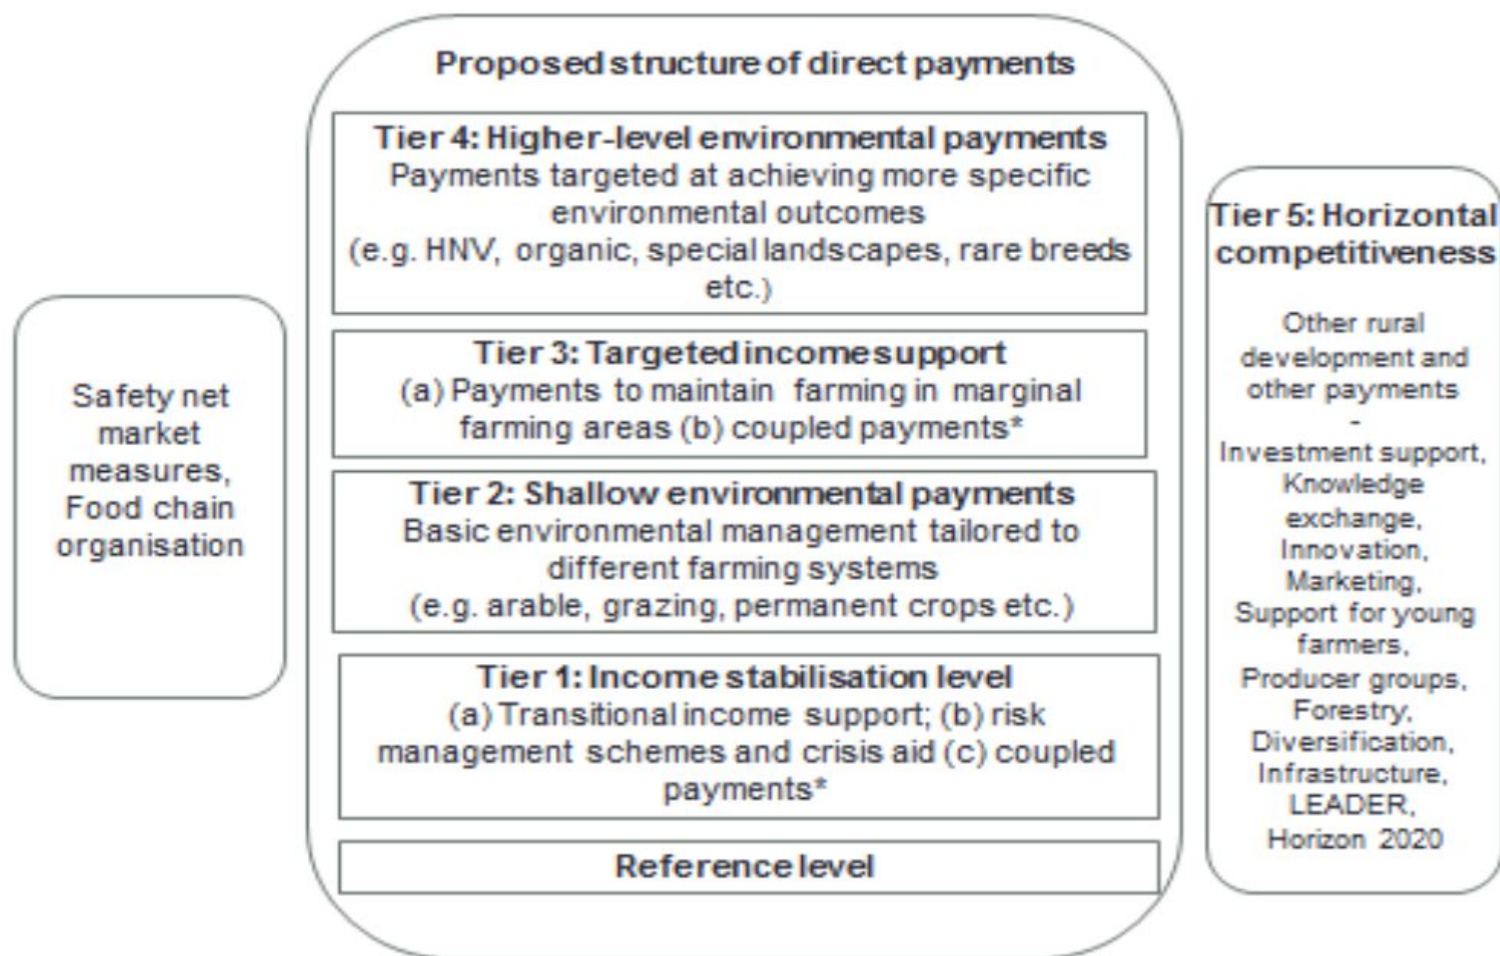 Proposed structure of direct payments
Tier 4: Higher-level environmental payments
Payments targeted at achieving more specific
environmental outcomes
(e.g. HNV, organic, special landscapes, rare breeds
etc.)
Tier 3: Targeted income support
(a) Payments to maintain farming in marginal
farming areas (b) coupled payments*
Tier 2: Shallow environmental payments
Basic environmental management tailored to
different farming systems
(e.g. arable, grazing, permanent crops etc.)
Tier 1: Income stabilisation level
(a) Transitional income support; (b) risk
management schemes and crisis aid (c) coupled
payments*
Reference level
Safety net
market
measures,
Food chain
organisation
Tier 5: Horizontal
competitiveness
Other rural
development and
other payments
-
Investment support,
Knowledge
exchange,
Innovation,
Marketing,
Support for young
farmers,
Producer groups,
Forestry,
Diversification,
Infrastructure,
LEADER,
Horizon 2020